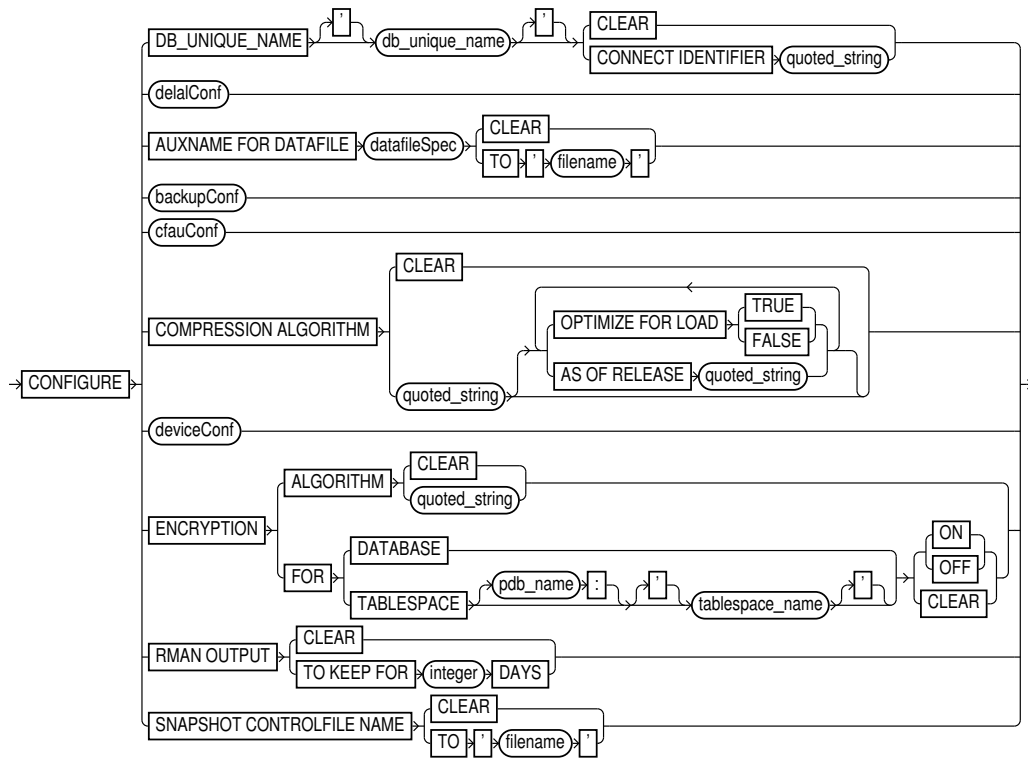 DB_UNIQUE_NAME ' db_unique_name ' CLEAR
CONNECT IDENTIFIER quoted_string
delalConf
AUXNAME FOR DATAFILE datafileSpec CLEAR
TO ' filename '
backupConf
cfauConf
CLEAR
COMPRESSION ALGORITHM OPTIMIZE FOR LOAD TRUE
FALSE
AS OF RELEASE quoted_string
CONFIGURE
quoted_string
deviceConf
ENCRYPTION ALGORITHM CLEAR
quoted_string
FOR DATABASE ON
OFF
TABLESPACE pdb_name : ' tablespace_name ' CLEAR
RMAN OUTPUT CLEAR
TO KEEP FOR integer DAYS
SNAPSHOT CONTROLFILE NAME CLEAR
TO ' filename '